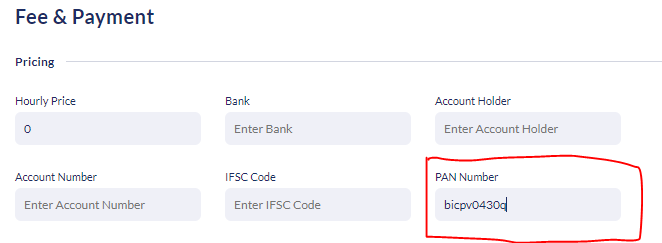 Fee & Payment
Pricing
Hourly Price Bank Account Holder
0 Enter Bank Enter Account Holder
Account Number IFSC Code PAN Number
Enter Account Number Enter IFSC Code bicpv0430q